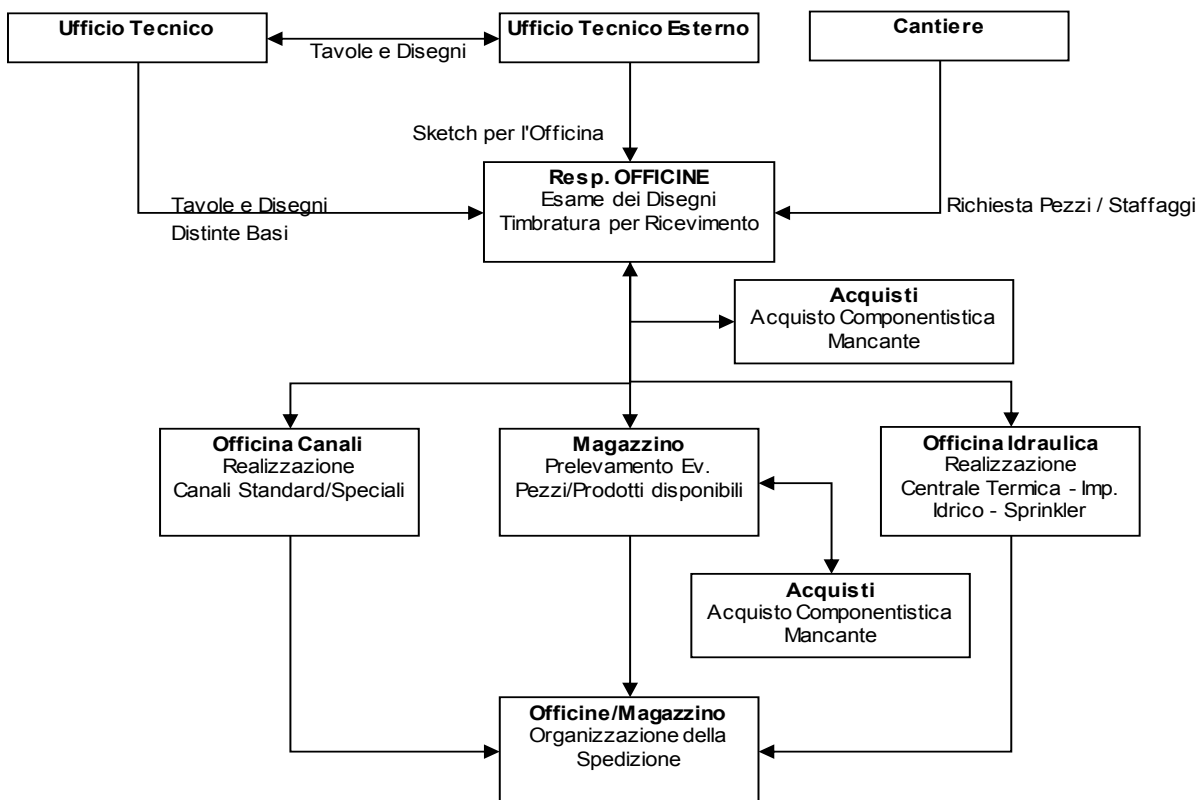 Ufficio Tecnico
Ufficio Tecnico Esterno
Cantiere
Tavole e Disegni
Sketch per l'Officina
Resp. OFFICINE
Esame dei Disegni
Timbratura per Ricevimento
Tavole e Disegni
Distinte Basi
Richiesta Pezzi / Staffaggi
Acquisti
Acquisto Componentistica
Mancante
Officina Canali
Realizzazione
Canali Standard/Speciali
Magazzino
Prelevamento Ev.
Pezzi/Prodotti disponibili
Officina Idraulica
Realizzazione
Centrale Termica - Imp.
Idrico - Sprinkler
Acquisti
Acquisto Componentistica
Mancante
Officine/Magazzino
Organizzazione della
Spedizione